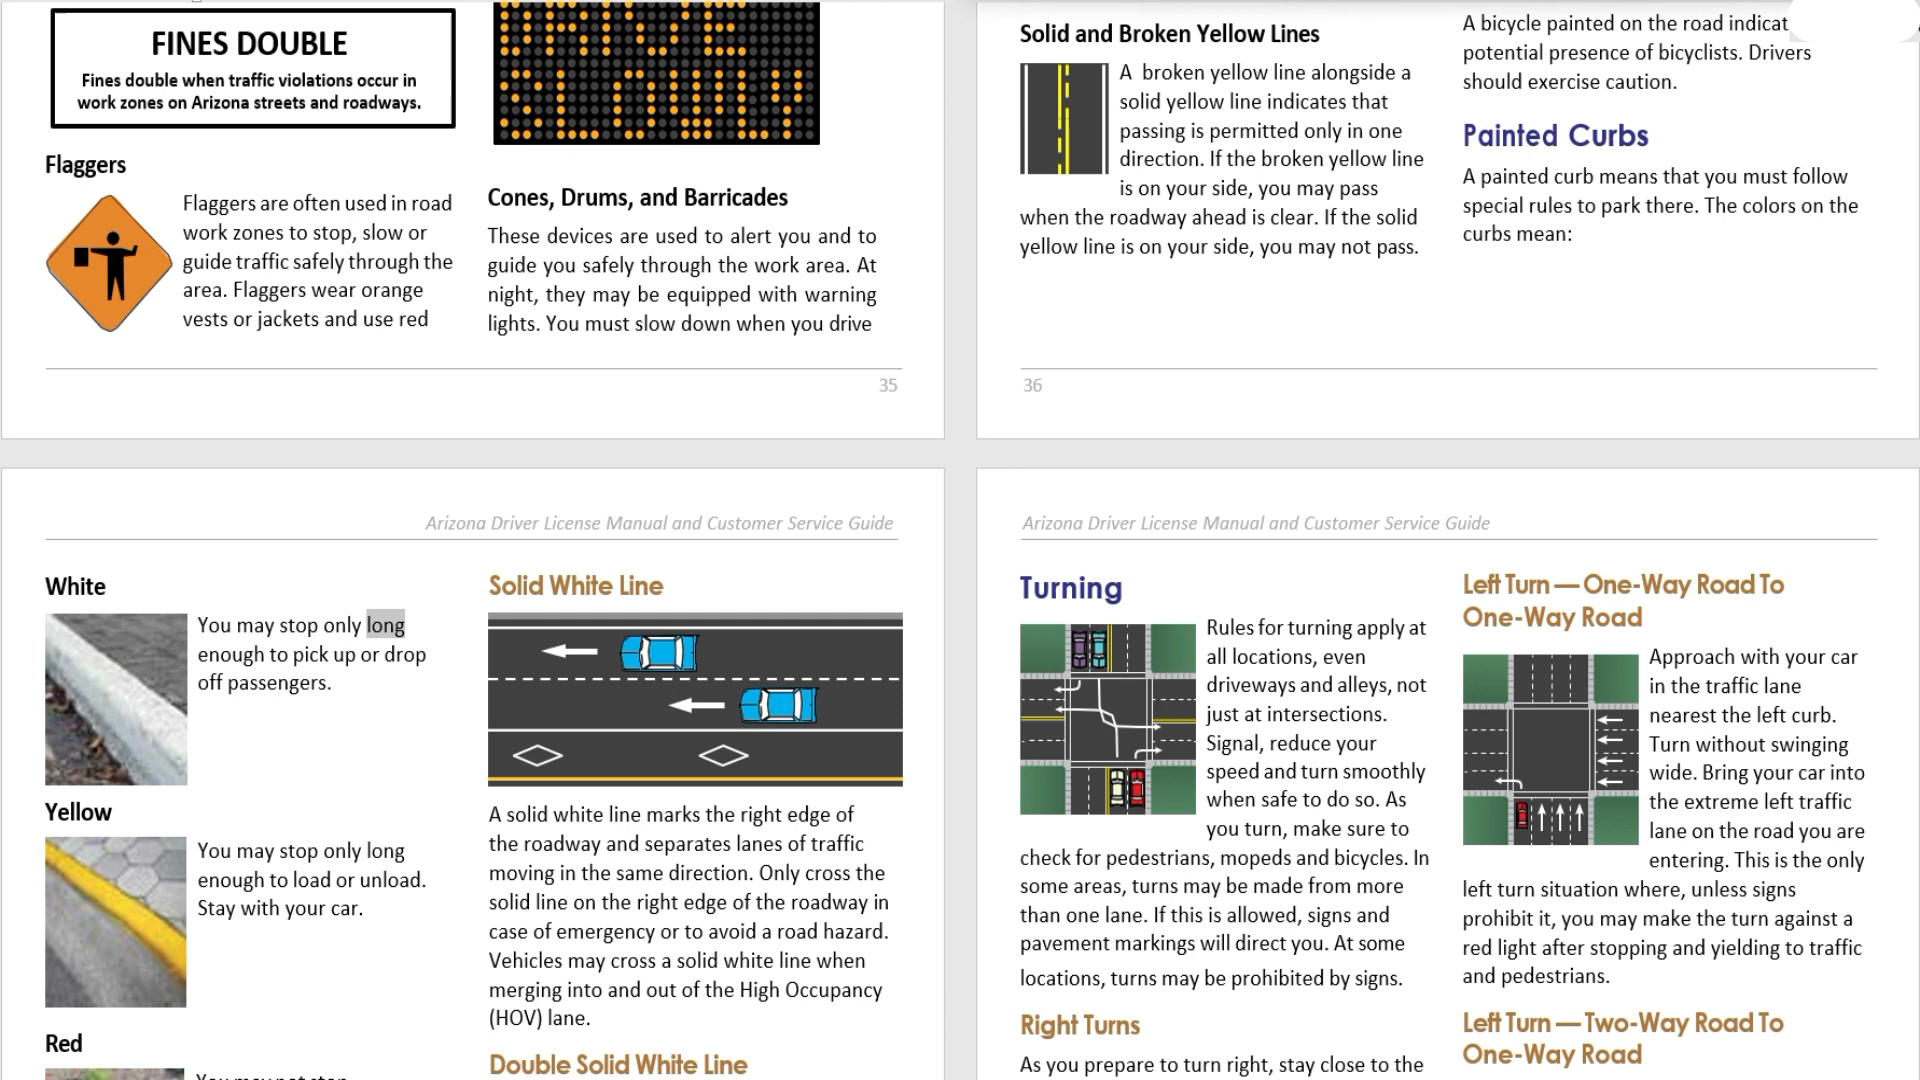 FINES DOUBLE
Fines double when traffic violations occur in
work zones on Arizona streets and roadways.
Flaggers
Flaggers are often used in road
work zones to stop, slow or
guide traffic safely through the
area. Flaggers wear orange
vests or jackets and use red
DRIVE
SLOWLY
Cones, Drums, and Barricades
These devices are used to alert you and to
guide you safely through the work area. At
night, they may be equipped with warning
lights. You must slow down when you drive
35
Solid and Broken Yellow Lines
A broken yellow line alongside a
solid yellow line indicates that
passing is permitted only in one
direction. If the broken yellow line
is on your side, you may pass
when the roadway ahead is clear. If the solid
yellow line is on your side, you may not pass.
A bicycle painted on the road indicat
potential presence of bicyclists. Drivers
should exercise caution.
Painted Curbs
A painted curb means that you must follow
special rules to park there. The colors on the
curbs mean:
36
Arizona Driver License Manual and Customer Service Guide
White
You may stop only long
enough to pick up or drop
off passengers.
Yellow
You may stop only long
enough to load or unload.
Stay with your car.
Red
You may not stop
Solid White Line
A solid white line marks the right edge of
the roadway and separates lanes of traffic
moving in the same direction. Only cross the
solid line on the right edge of the roadway in
case of emergency or to avoid a road hazard.
Vehicles may cross a solid white line when
merging into and out of the High Occupancy
(HOV) lane.
Double Solid White Line
Arizona Driver License Manual and Customer Service Guide
Turning
Rules for turning apply at
all locations, even
driveways and alleys, not
just at intersections.
Signal, reduce your
speed and turn smoothly
when safe to do so. As
you turn, make sure to
check for pedestrians, mopeds and bicycles. In
some areas, turns may be made from more
than one lane. If this is allowed, signs and
pavement markings will direct you. At some
locations, turns may be prohibited by signs.
Right Turns
As you prepare to turn right, stay close to the
Left Turn — One-Way Road To
One-Way Road
Approach with your car
in the traffic lane
nearest the left curb.
Turn without swinging
wide. Bring your car into
the extreme left traffic
lane on the road you are
entering. This is the only
left turn situation where, unless signs
prohibit it, you may make the turn against a
red light after stopping and yielding to traffic
and pedestrians.
Left Turn — Two-Way Road To
One-Way Road